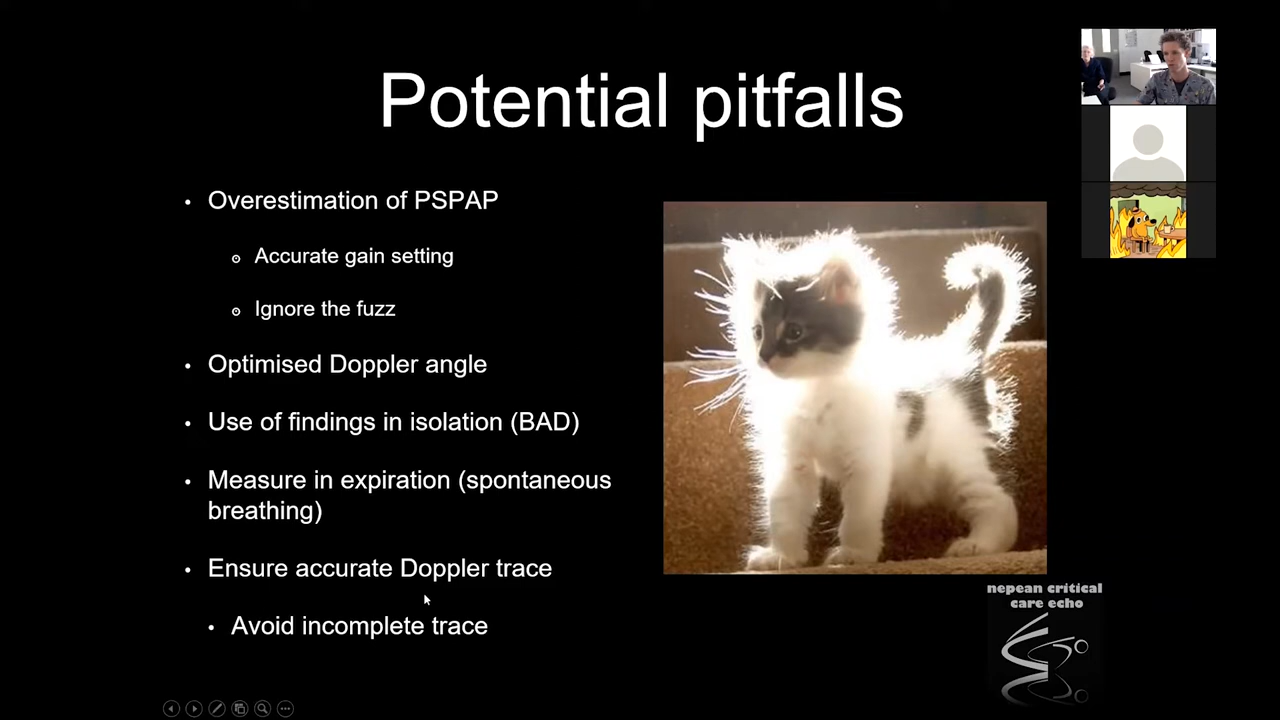 Potential pitfalls
Overestimation of PSPAP
Accurate gain setting
Ignore the fuzz
Optimised Doppler angle
Use of findings in isolation (BAD)
Measure in expiration (spontaneous
breathing)
Ensure accurate Doppler trace
Avoid incomplete trace
nepean critical
care echo